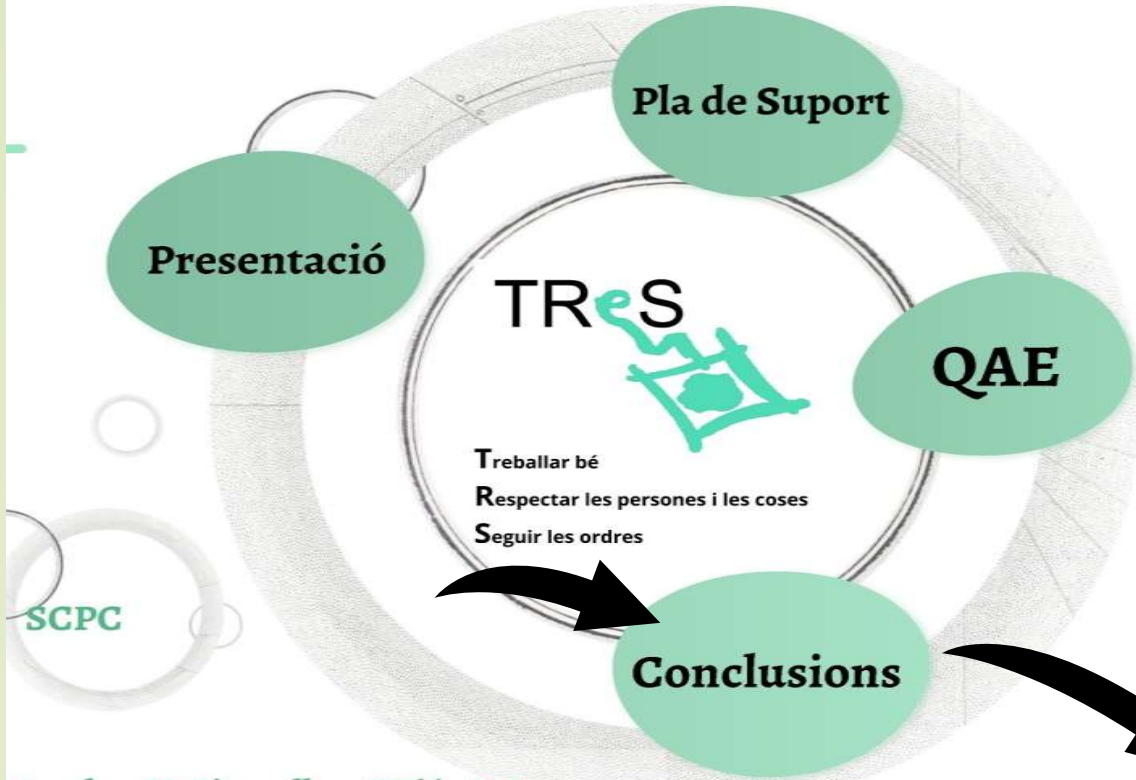 Pla de Suport
Presentació
TReS
QAE
Treballar bé
Respectar les persones i les coses
Seguir les ordres
SCPC
Conclusions